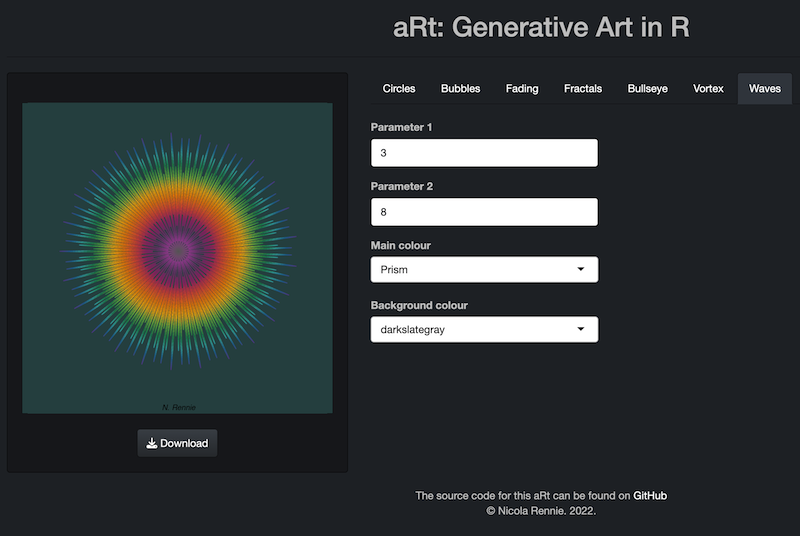 aRt: Generative Art in R
Circles Bubbles Fading Fractals Bullseye Vortex Waves
Parameter 1
3
Parameter 2
8
Main colour
Prism
Background colour
darkslategray
N. Rennie
Download
The source code for this aRt can be found on GitHub
© Nicola Rennie. 2022.